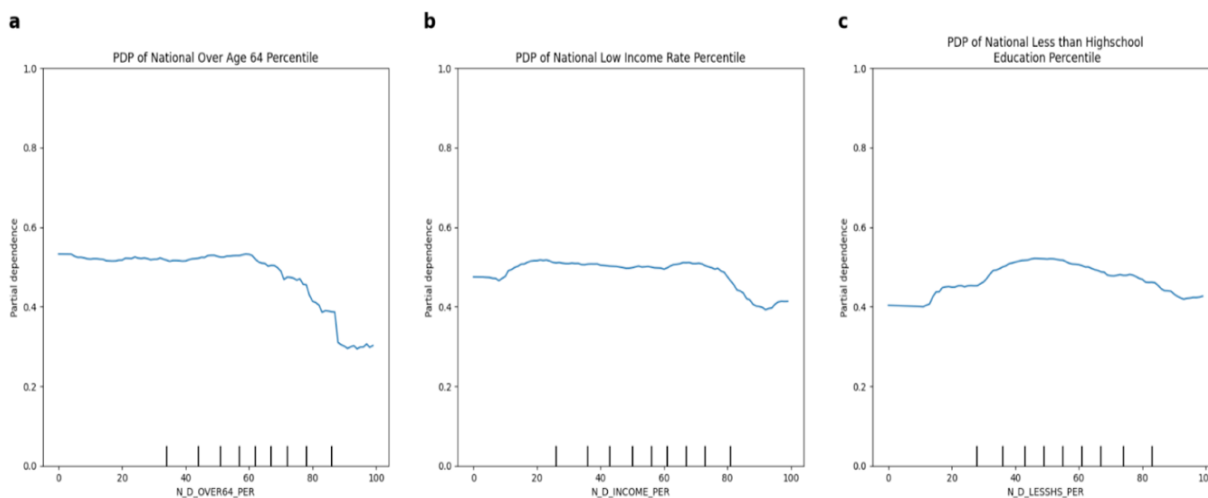 a
PDP of National Over Age 64 Percentile
1.0
0.8
0.6
0.4
0.2
0.0
Partial dependence
0 20 40 60 80 100
N_D_OVER64_PER
b
PDP of National Low Income Rate Percentile
1.0
0.8
0.6
0.4
0.2
0.0
Partial dependence
0 20 40 60 80 100
N_D_INCOME_PER
c
PDP of National Less than Highschool
Education Percentile
1.0
0.8
0.6
0.4
0.2
0.0
Partial dependence
0 20 40 60 80
N_D_LESSHS_PER